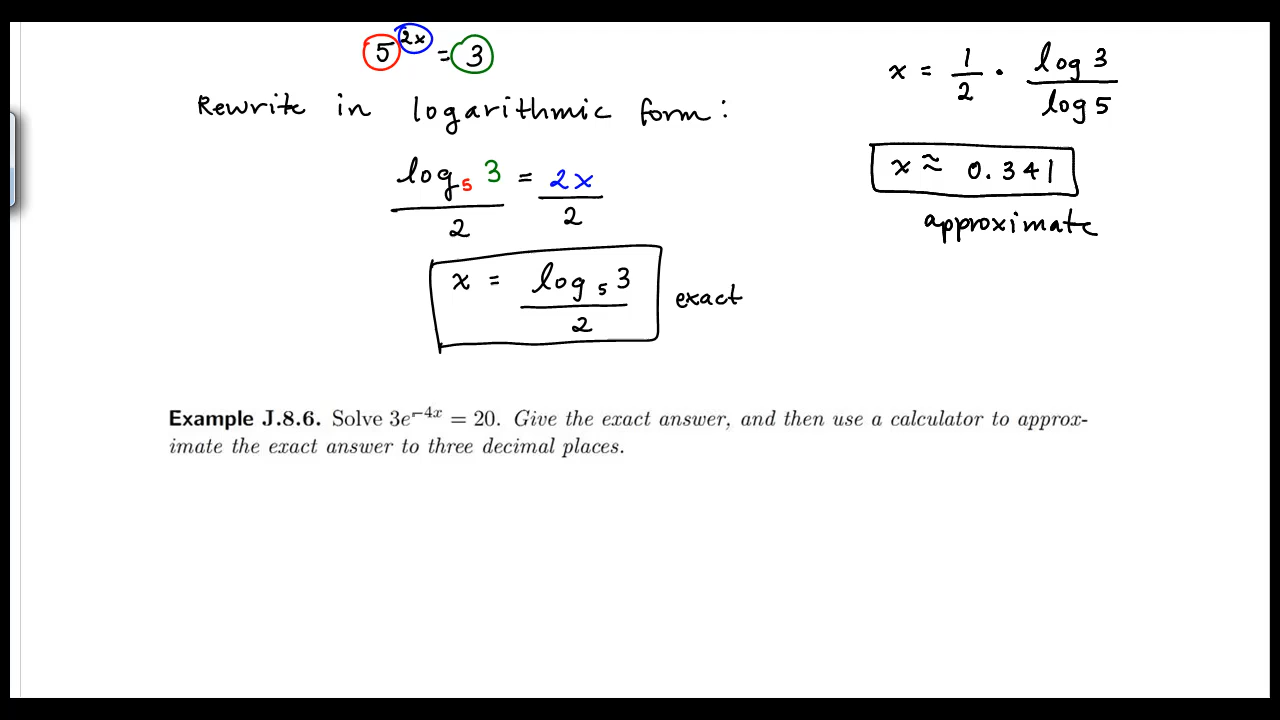 5^{2x} = 3
Rewrite in logarithmic form:
log₅ 3 / 2 = 2x / 2
x = log₅ 3 / 2 exact
x = 1/2 · log 3 / log 5
x ≈ 0.341
approximate
Example J.8.6. Solve 3e^{−4x} = 20. Give the exact answer, and then use a calculator to approx-
imate the exact answer to three decimal places.